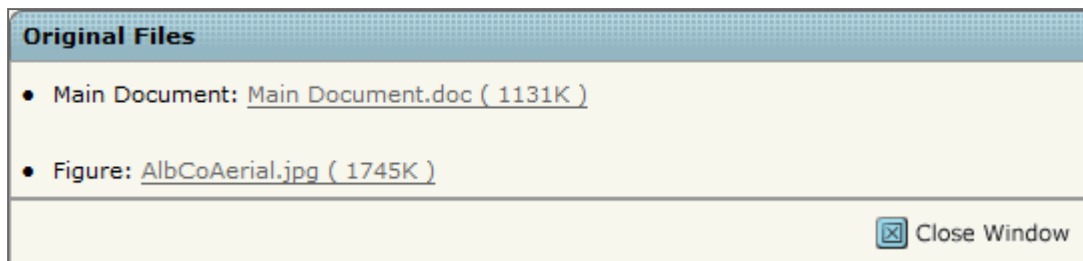 Original Files
• Main Document: Main Document.doc ( 1131K )
• Figure: AlbCoAerial.jpg ( 1745K )
Close Window